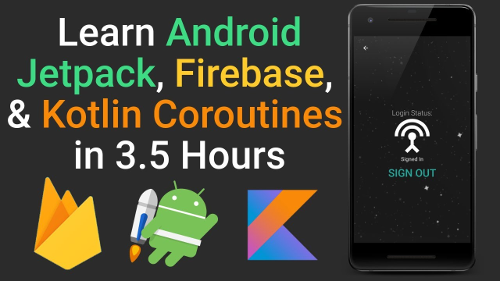 Learn Android
Jetpack, Firebase,
& Kotlin Coroutines
in 3.5 Hours
Login Status:
Signed In
SIGN OUT